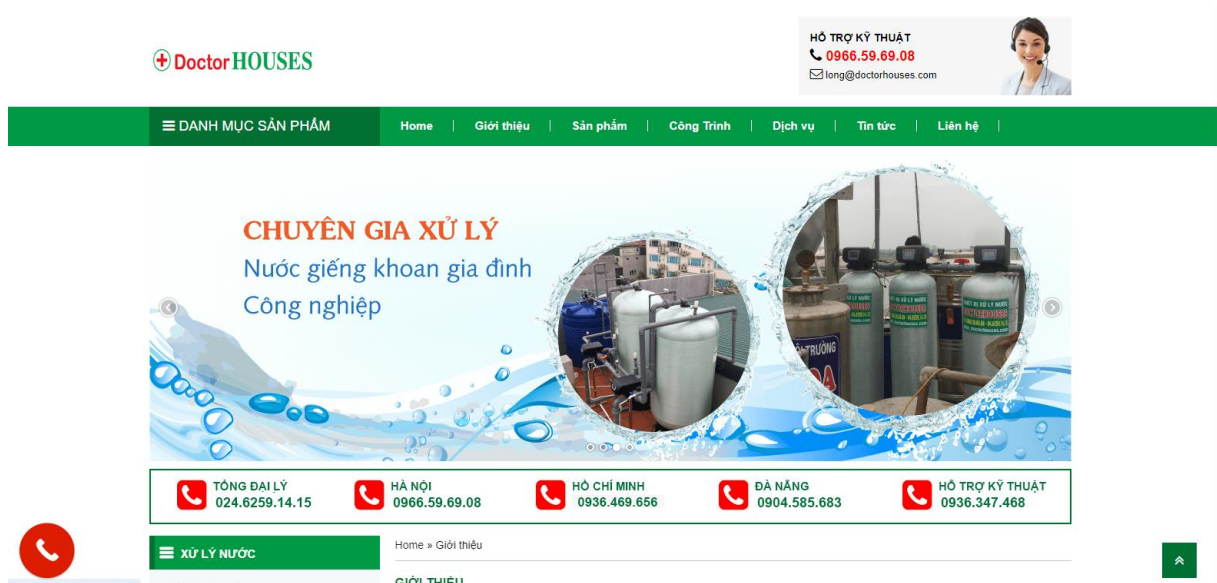 HỖ TRỢ KỸ THUẬT
0966.59.69.08
long@doctorhouses.com
Doctor HOUSES
DANH MỤC SẢN PHẨM
Home
Giới thiệu
Sản phẩm
Công Trình
Dịch vụ
Tin tức
Liên hệ
CHUYÊN GIA XỬ LÝ
Nước giếng khoan gia đình
Công nghiệp
TỔNG ĐẠI LÝ
024.6259.14.15
HÀ NỘI
0966.59.69.08
HỒ CHÍ MINH
0936.469.656
ĐÀ NẴNG
0904.585.683
HỖ TRỢ KỸ THUẬT
0936.347.468
XỬ LÝ NƯỚC
Home » Giới thiệu
GIỚI THIỆU